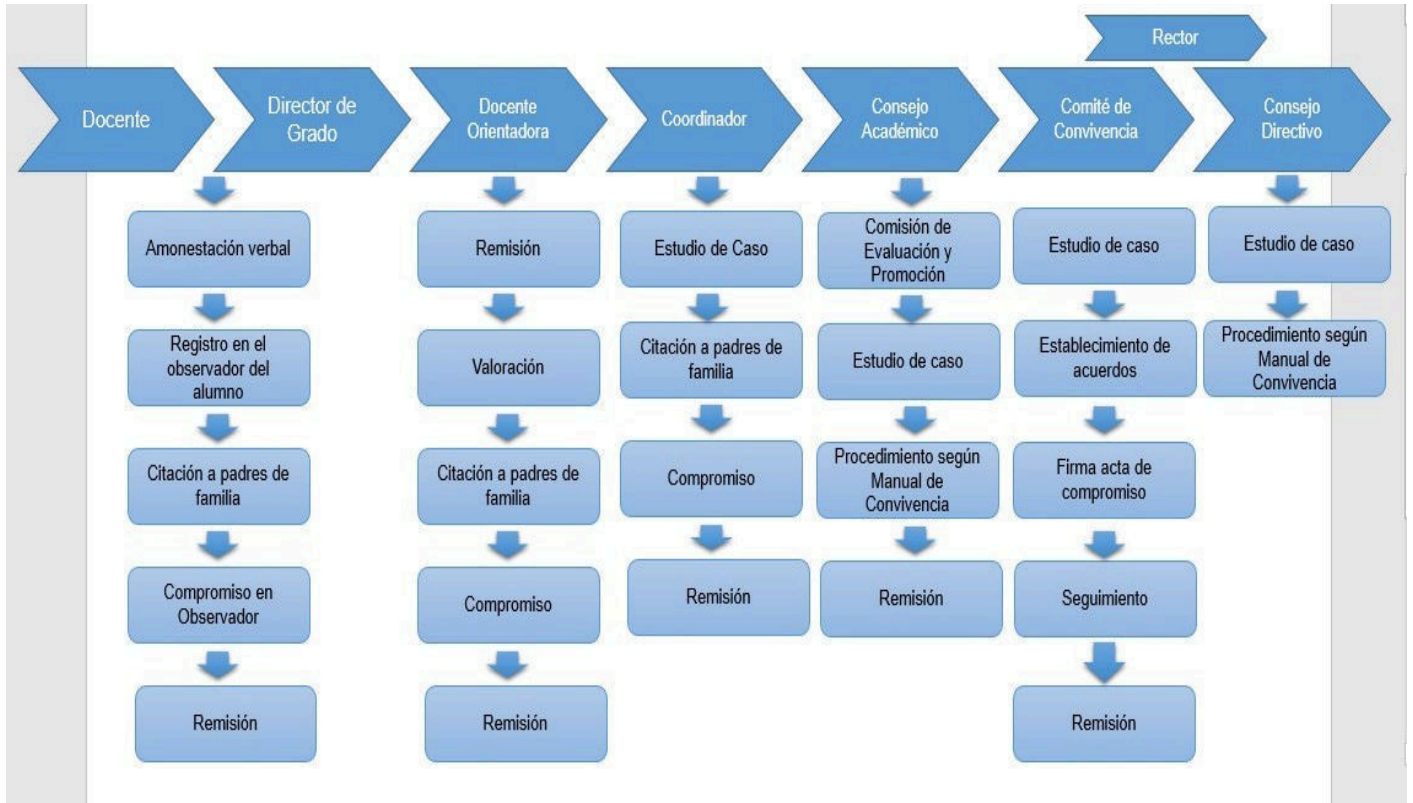 Rector
Docente
Director de
Grado
Docente
Orientadora
Coordinador
Consejo
Académico
Comité de
Convivencia
Consejo
Directivo
Amonestación verbal
Registro en el
observador del
alumno
Citación a padres de
familia
Compromiso en
Observador
Remisión
Remisión
Valoración
Citación a padres de
familia
Compromiso
Remisión
Estudio de Caso
Citación a padres de
familia
Compromiso
Remisión
Comisión de
Evaluación y
Promoción
Estudio de caso
Procedimiento según
Manual de
Convivencia
Remisión
Estudio de caso
Establecimiento de
acuerdos
Firma acta de
compromiso
Seguimiento
Remisión
Estudio de caso
Procedimiento según
Manual de
Convivencia